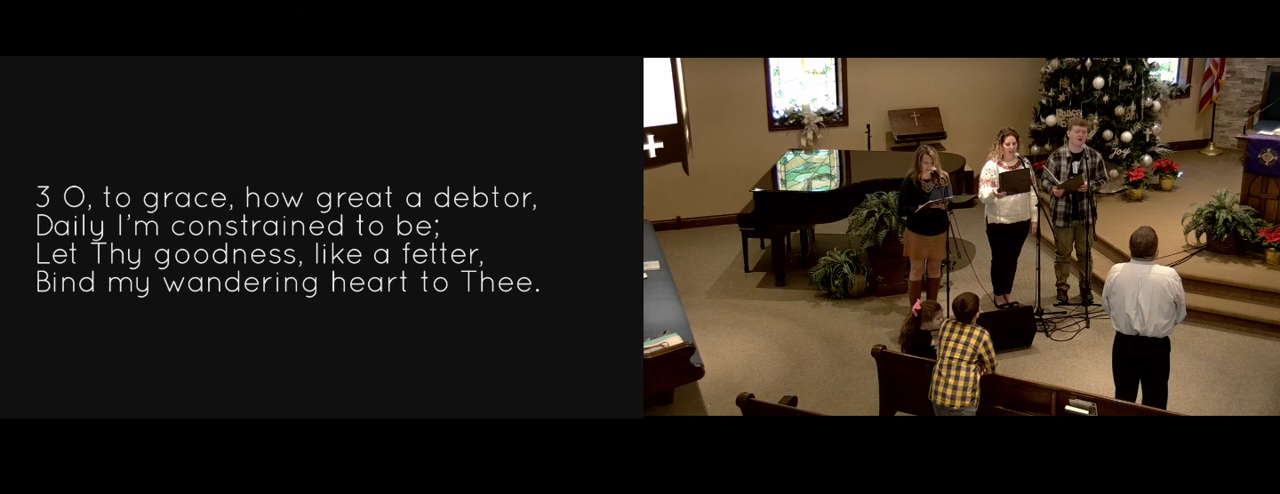 3 O, to grace, how great a debtor,
Daily I'm constrained to be;
Let Thy goodness, like a fetter,
Bind my wandering heart to Thee.
Joy